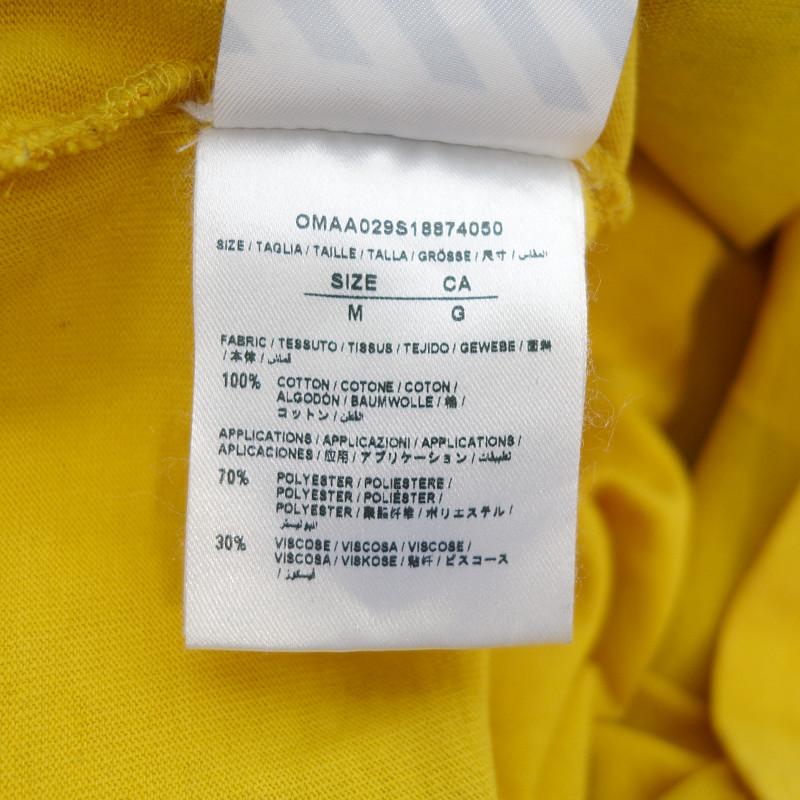 OMAA029S18874050
SIZE / TAGLIA / TAILLE / TALLA / GRÖSSE / 尺寸 / المقاس
SIZE CA
M G
FABRIC / TESSUTO / TISSUS / TEJIDO / GEWEBE / 面料
/ 本体 / قماش
100% COTTON / COTONE / COTON /
ALGODÓN / BAUMWOLLE / 棉 /
コットン / القطن
APPLICATIONS / APPLICAZIONI / APPLICATIONS /
APLICACIONES / 应用 / アプリケーション / تطبيقات
70% POLYESTER / POLIESTERE /
POLYESTER / POLIÉSTER /
POLYESTER / 聚酯纤维 / ポリエステル /
البوليستر
30% VISCOSE / VISCOSA / VISCOSE /
VISCOSA / VISKOSE / 粘纤 / ビスコース
/ فيسكوز